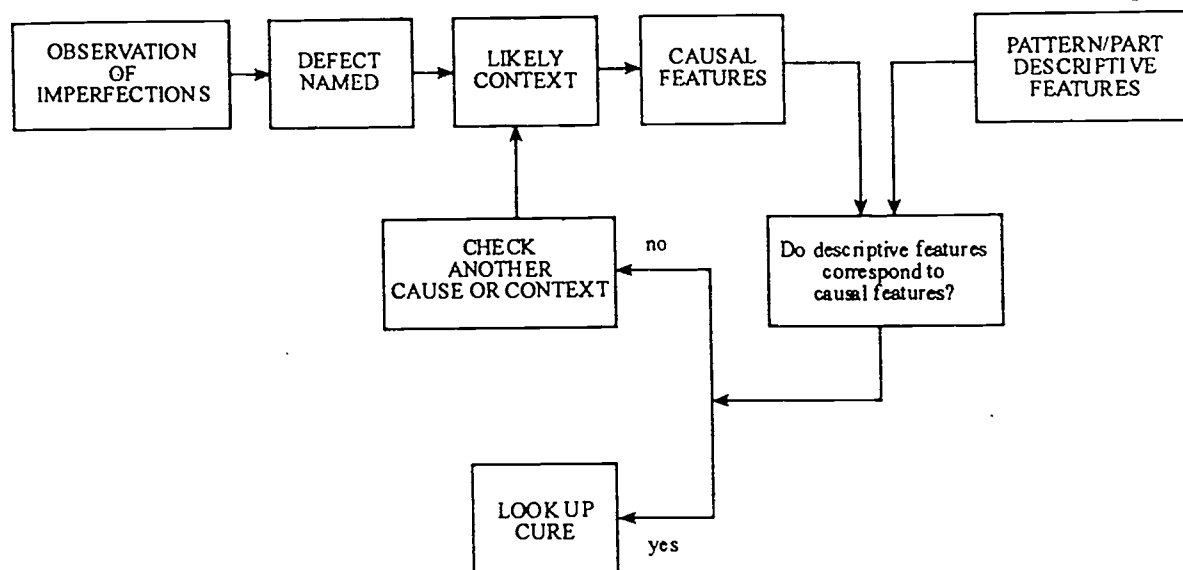 OBSERVATION
OF
IMPERFECTIONS
DEFECT
NAMED
LIKELY
CONTEXT
CAUSAL
FEATURES
PATTERN/PART
DESCRIPTIVE
FEATURES
CHECK
ANOTHER
CAUSE OR CONTEXT
no
Do descriptive features
correspond to
causal features?
LOOK UP
CURE
yes